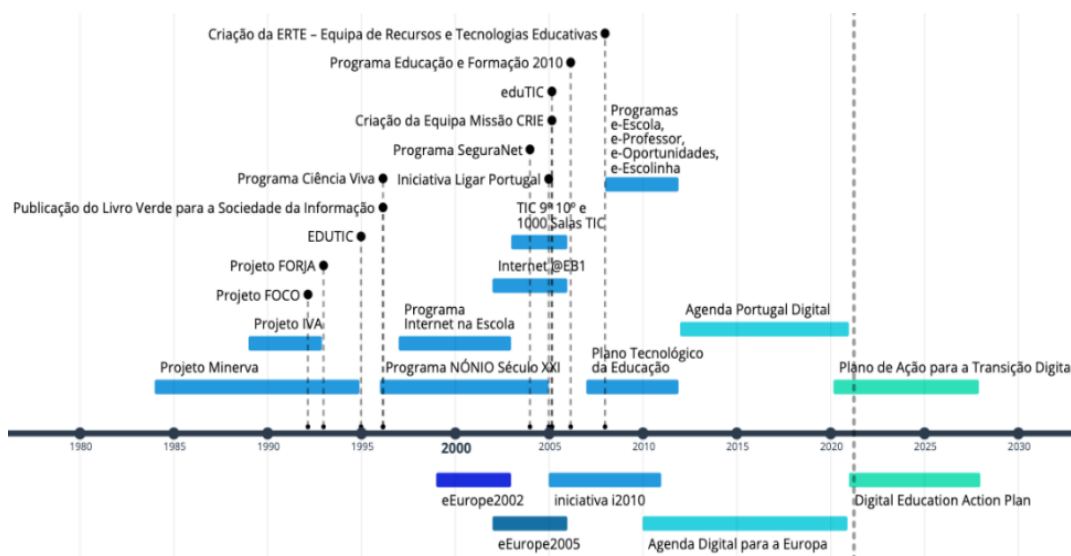 Criação da ERTE – Equipa de Recursos e Tecnologias Educativas
Programa Educação e Formação 2010
eduTIC
Programas
e-Escola,
e-Professor,
e-Oportunidades,
e-Escolinha
Criação da Equipa Missão CRIE
Programa SeguraNet
Programa Ciência Viva
Iniciativa Ligar Portugal
Publicação do Livro Verde para a Sociedade da Informação
TIC 9º 10º e
1000 Salas TIC
EDUTIC
Projeto FORJA
Internet @EB1
Projeto FOCO
Projeto IVA
Programa
Internet na Escola
Agenda Portugal Digital
Projeto Minerva
Programa NÓNIO Século XXI
Plano Tecnológico
da Educação
Plano de Ação para a Transição Digita
1980 1985 1990 1995 2000 2005 2010 2015 2020 2025 2030
eEurope2002
iniciativa i2010
Digital Education Action Plan
eEurope2005
Agenda Digital para a Europa